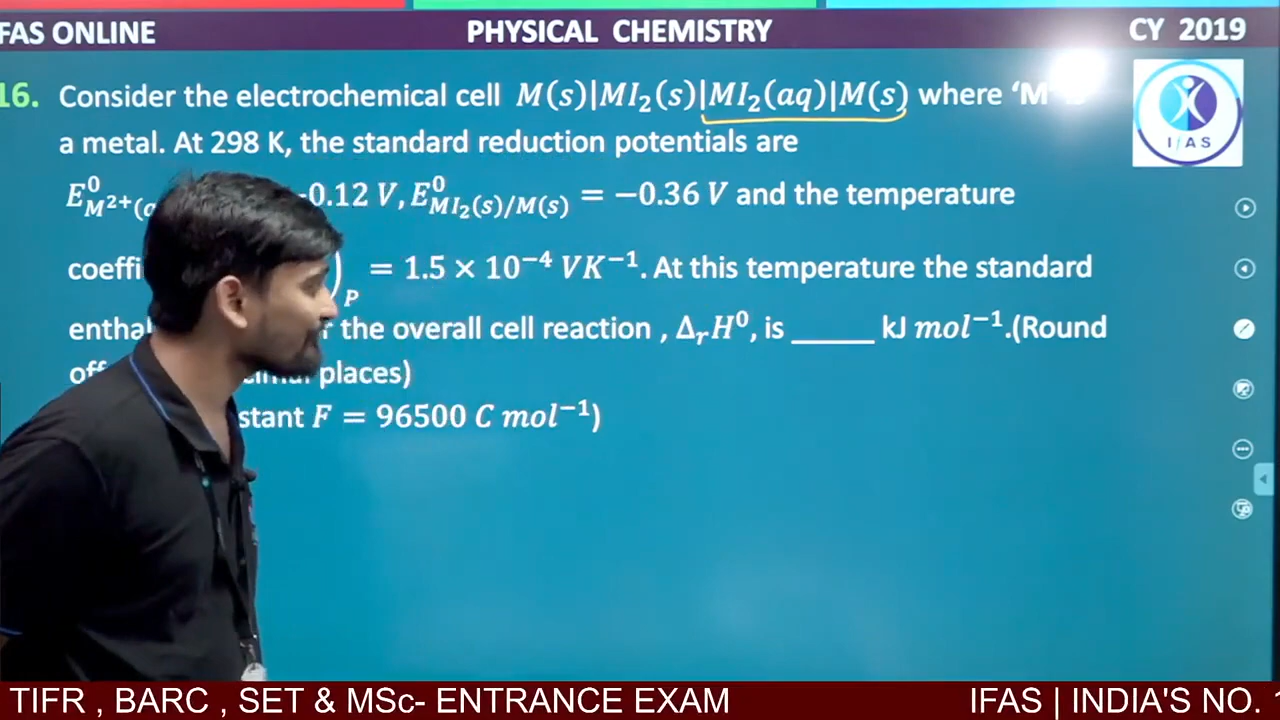 FAS ONLINE
PHYSICAL CHEMISTRY
CY 2019
16. Consider the electrochemical cell M(s)|MI₂(s)|MI₂(aq)|M(s) where ‘M’
a metal. At 298 K, the standard reduction potentials are
0.12 V, E⁰MI₂(s)/M(s) = −0.36 V and the temperature
)P = 1.5 × 10⁻⁴ VK⁻¹. At this temperature the standard
the overall cell reaction , ΔᵣH⁰, is _____ kJ mol⁻¹.(Round
places)
F = 96500 C mol⁻¹)
IFAS
TIFR , BARC , SET & MSc- ENTRANCE EXAM
IFAS | INDIA'S NO.